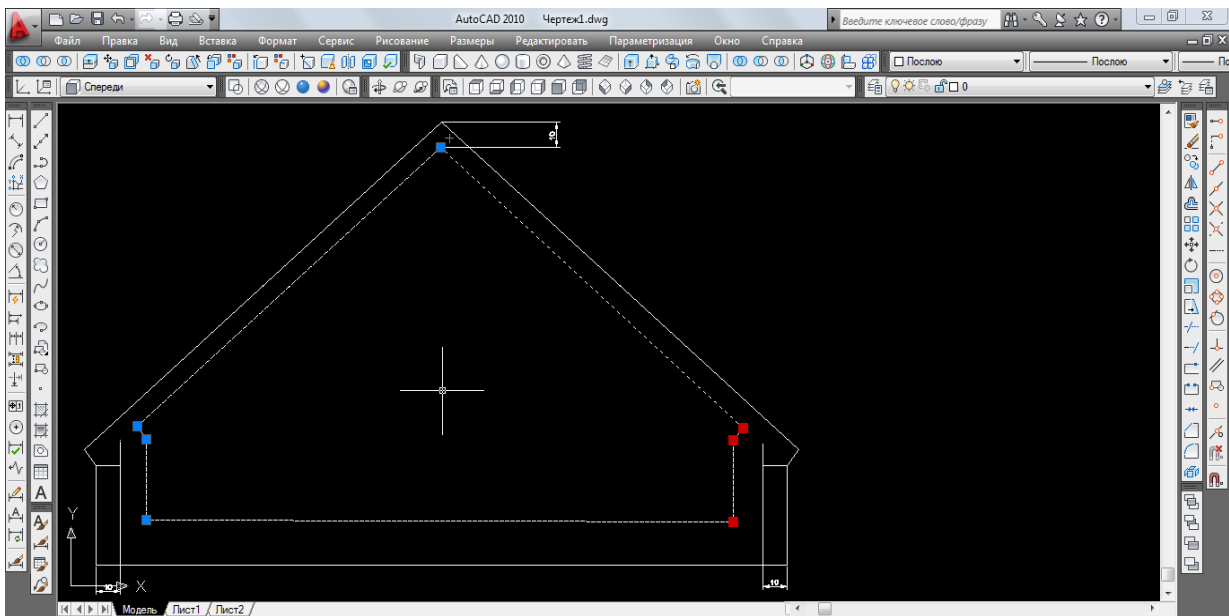 AutoCAD 2010 Чертеж1.dwg
Введите ключевое слово/фразу
Файл Правка Вид Вставка Формат Сервис Рисование Размеры Редактировать Параметризация Окно Справка
Послою
Послою
По
Спереди
0
10
Y
X
10
10
Модель Лист1 Лист2